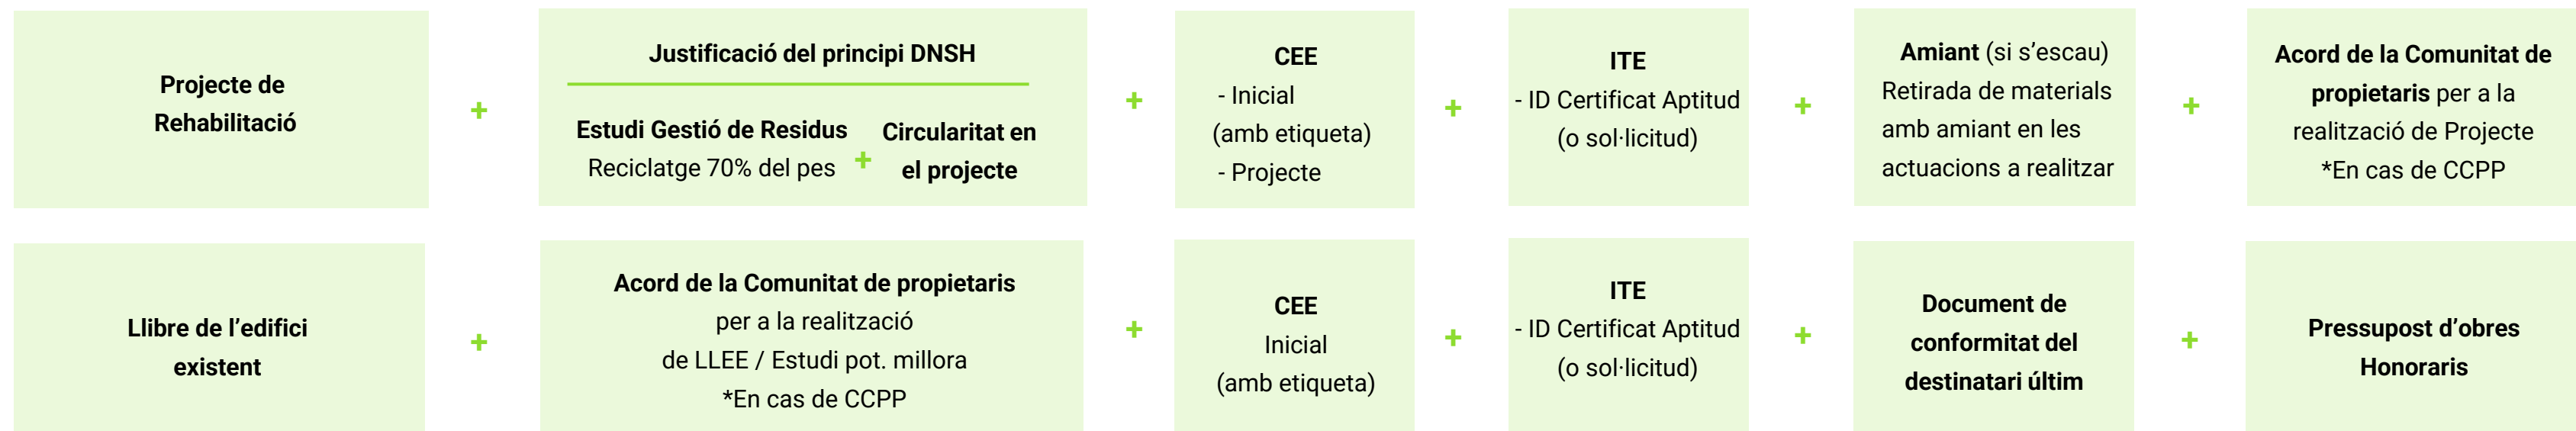 Projecte de
Rehabilitació
+
Justificació del principi DNSH
Estudi Gestió de Residus
Reciclatge 70% del pes
+
Circularitat en
el projecte
+
CEE
- Inicial
(amb etiqueta)
- Projecte
+
ITE
- ID Certificat Aptitud
(o sol·licitud)
+
Amiant (si s’escau)
Retirada de materials
amb amiant en les
actuacions a realitzar
+
Acord de la Comunitat de
propietaris per a la
realització de Projecte
*En cas de CCPP
Llibre de l’edifici
existent
+
Acord de la Comunitat de propietaris
per a la realització
de LLEE / Estudi pot. millora
*En cas de CCPP
+
CEE
Inicial
(amb etiqueta)
+
ITE
- ID Certificat Aptitud
(o sol·licitud)
+
Document de
conformitat del
destinatari últim
+
Pressupost d’obres
Honoraris